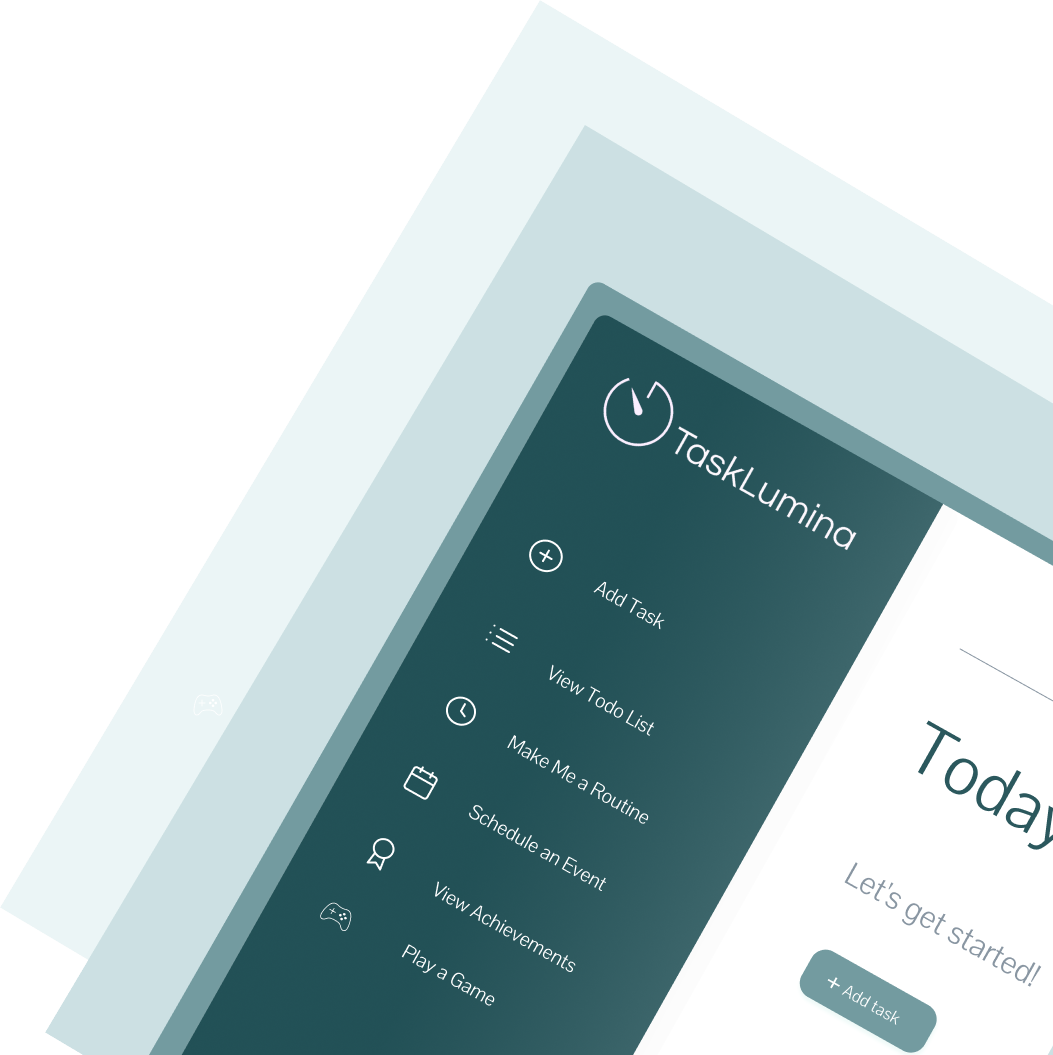 TaskLumina
Add Task
View Todo List
Make Me a Routine
Schedule an Event
View Achievements
Play a Game
Today
Let's get started!
+ Add task